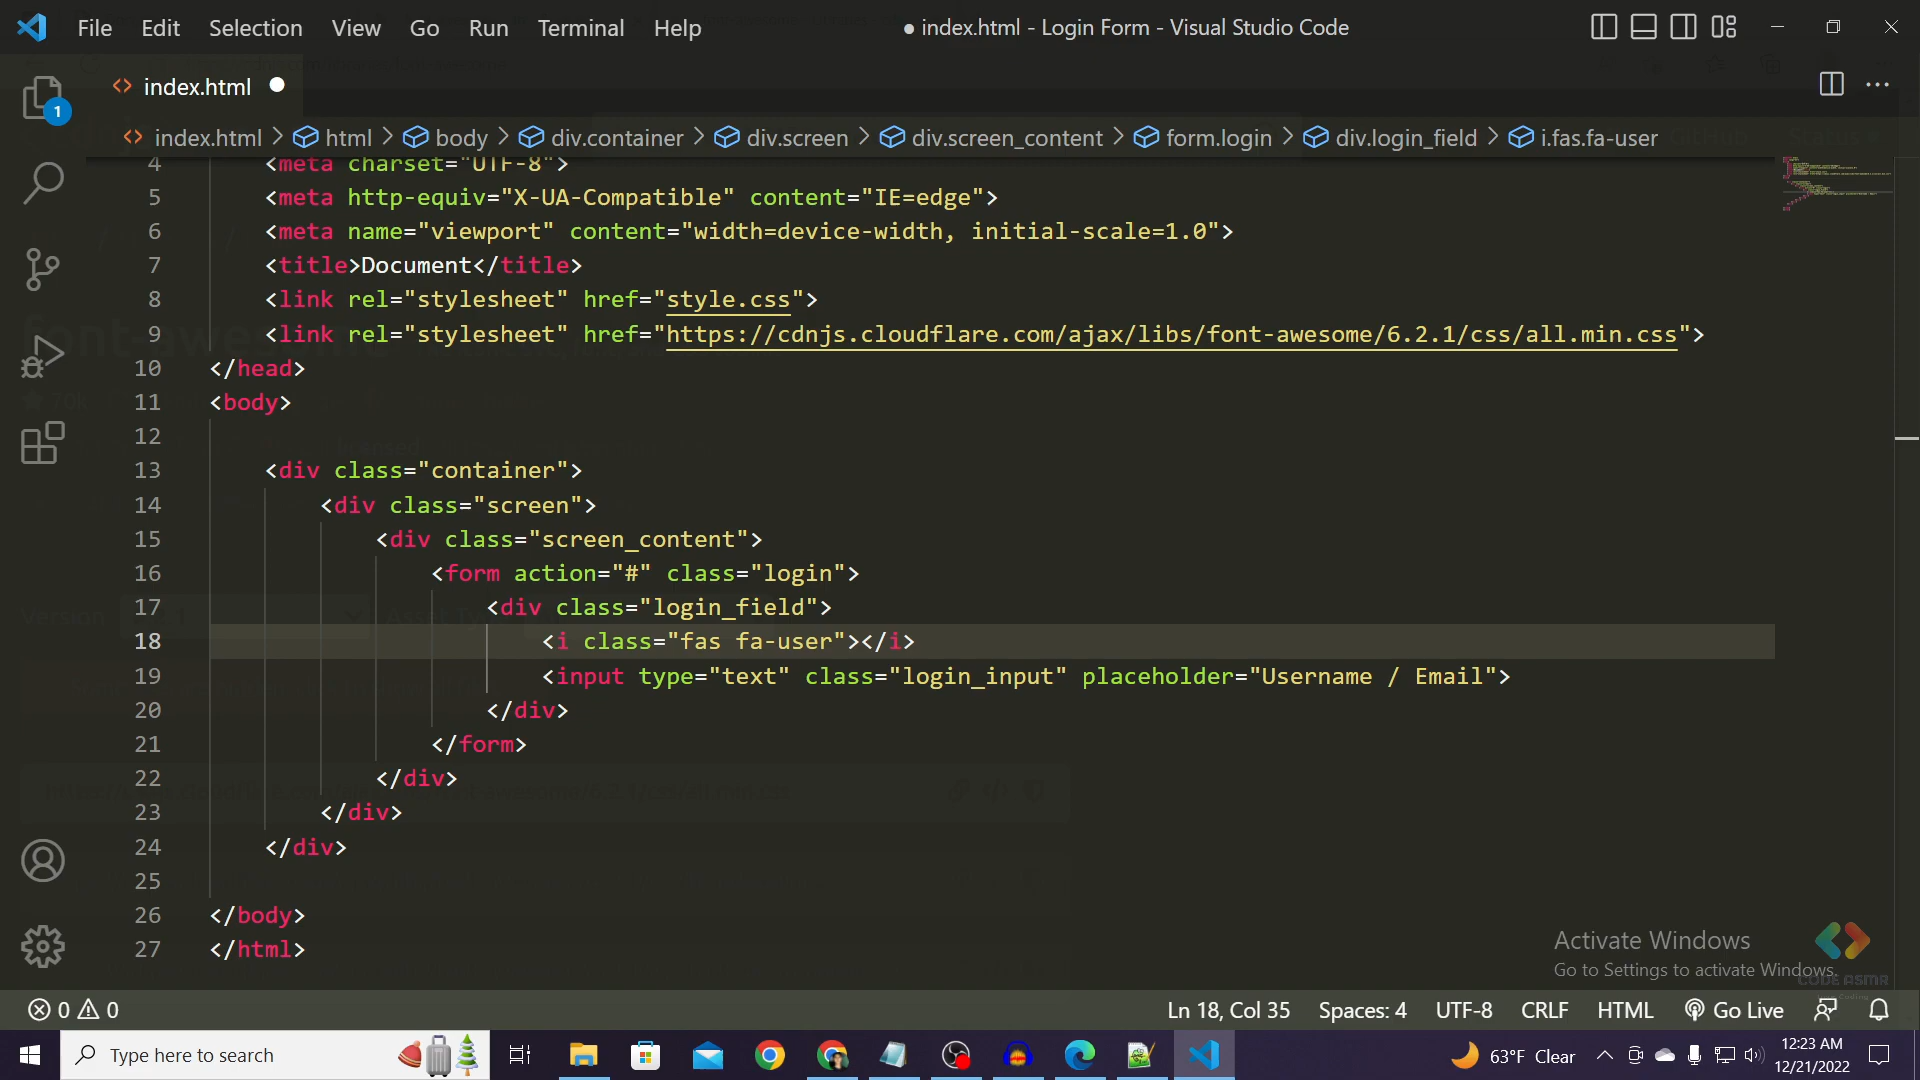 File Edit Selection View Go Run Terminal Help
● index.html - Login Form - Visual Studio Code
1
<> index.html ●
<> index.html > html > body > div.container > div.screen > div.screen_content > form.login > div.login_field > i.fas.fa-user
4 <meta charset="UTF-8">
5 <meta http-equiv="X-UA-Compatible" content="IE=edge">
6 <meta name="viewport" content="width=device-width, initial-scale=1.0">
7 <title>Document</title>
8 <link rel="stylesheet" href="style.css">
9 <link rel="stylesheet" href="https://cdnjs.cloudflare.com/ajax/libs/font-awesome/6.2.1/css/all.min.css">
10 </head>
11 <body>
12
13 <div class="container">
14 <div class="screen">
15 <div class="screen_content">
16 <form action="#" class="login">
17 <div class="login_field">
18 <i class="fas fa-user"></i>
19 <input type="text" class="login_input" placeholder="Username / Email">
20 </div>
21 </form>
22 </div>
23 </div>
24 </div>
25
26 </body>
27 </html>
Activate Windows
Go to Settings to activate Windows.
CODE ASMR
0 0
Ln 18, Col 35 Spaces: 4 UTF-8 CRLF HTML Go Live
Type here to search
63°F Clear
12:23 AM
12/21/2022